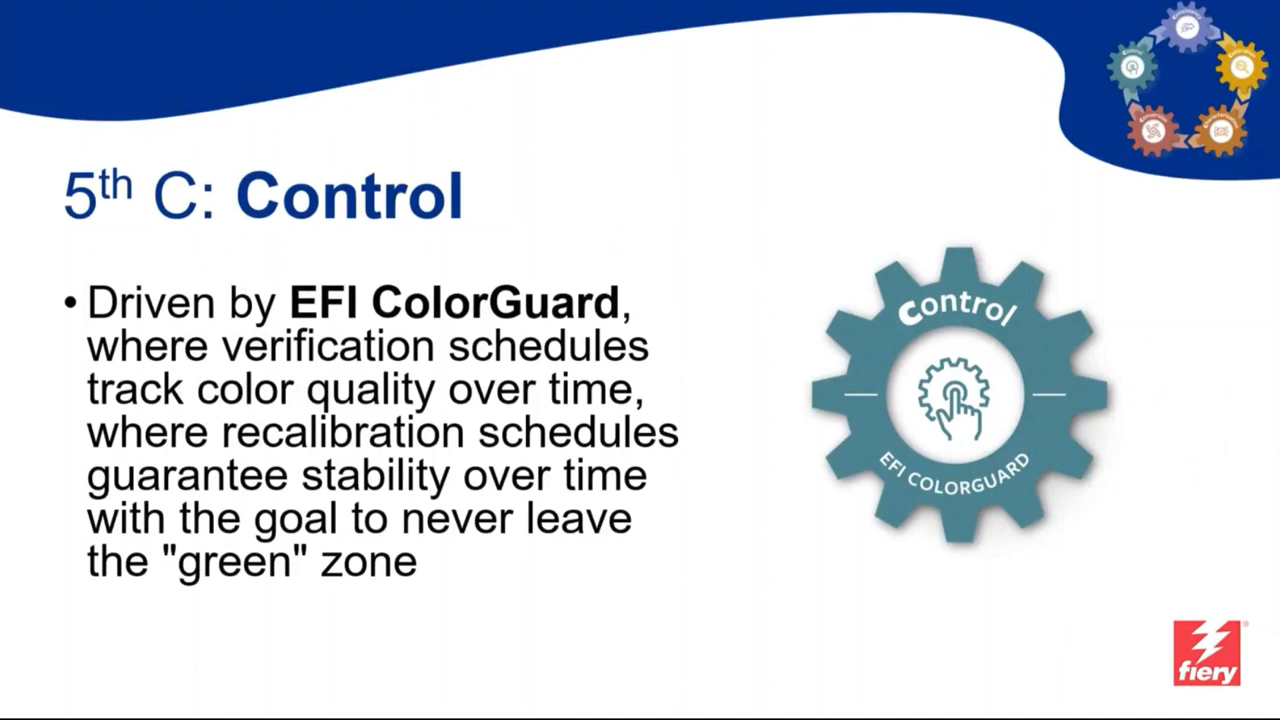 5th C: Control
• Driven by EFI ColorGuard,
where verification schedules
track color quality over time,
where recalibration schedules
guarantee stability over time
with the goal to never leave
the "green" zone
Control
EFI COLORGUARD
Control
fiery®